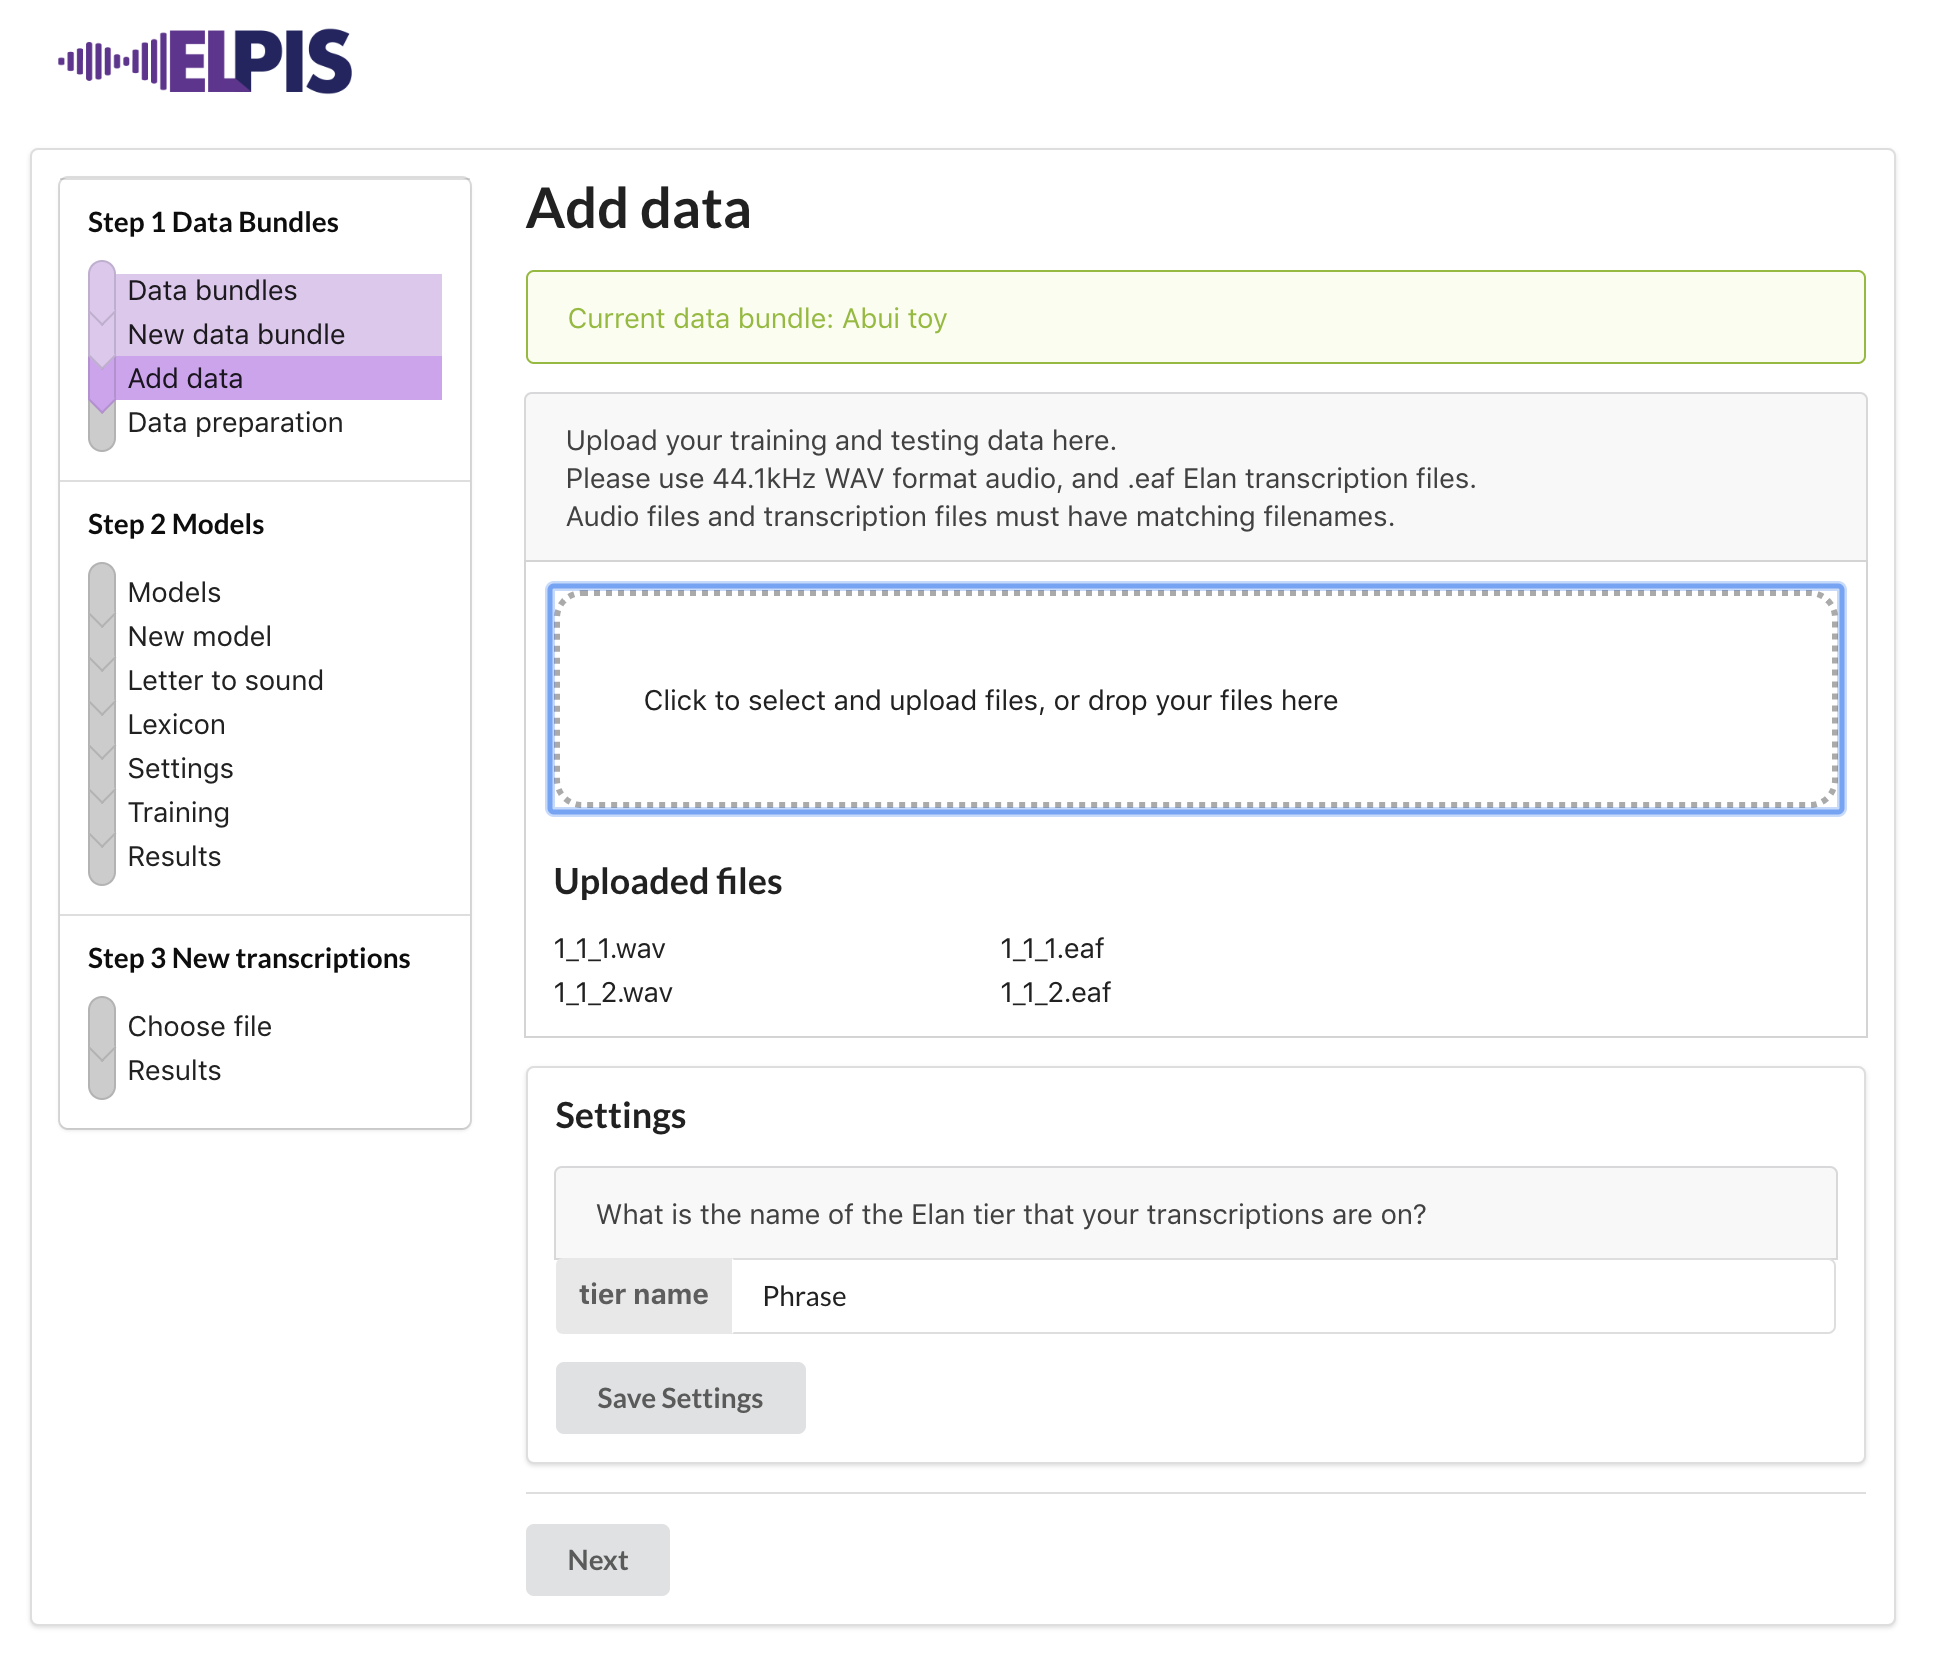 ELPIS
Step 1 Data Bundles
Data bundles
New data bundle
Add data
Data preparation
Step 2 Models
Models
New model
Letter to sound
Lexicon
Settings
Training
Results
Step 3 New transcriptions
Choose file
Results
Add data
Current data bundle: Abui toy
Upload your training and testing data here.
Please use 44.1kHz WAV format audio, and .eaf Elan transcription files.
Audio files and transcription files must have matching filenames.
Click to select and upload files, or drop your files here
Uploaded files
1_1_1.wav 1_1_1.eaf
1_1_2.wav 1_1_2.eaf
Settings
What is the name of the Elan tier that your transcriptions are on?
tier name Phrase
Save Settings
Next